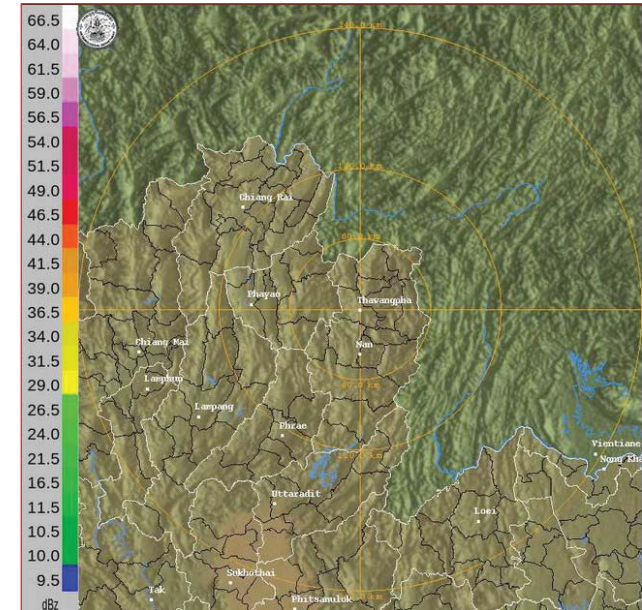 66.5
64.0
61.5
59.0
56.5
54.0
51.5
49.0
46.5
44.0
41.5
39.0
36.5
34.0
31.5
29.0
26.5
24.0
21.5
16.5
11.5
10.5
10.0
9.5
dBz
Chiang Rai
Phayao
Thawangpha
Chiang Mai
Nan
Lamphun
Lampang
Phrae
Vientiane
Nong Kha
Uttaradit
Loei
Sukhothai
Tak
Phitsanulok